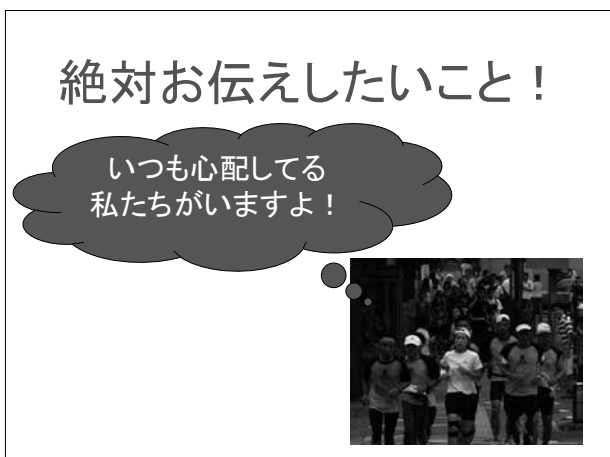 絶対お伝えしたいこと！
いつも心配してる
私たちがいますよ！